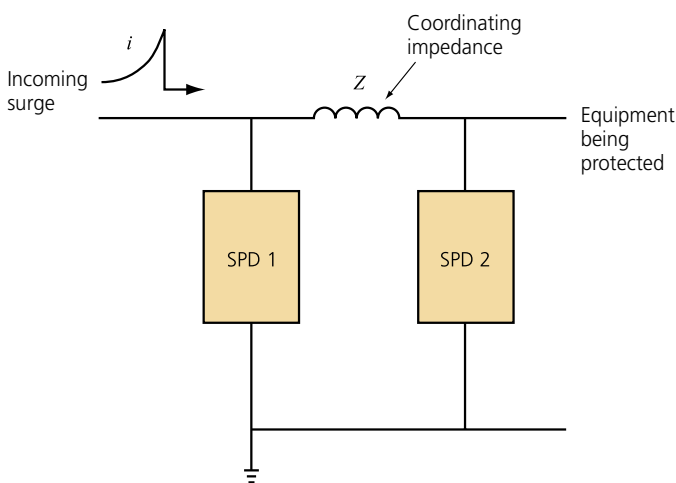 Coordinating
impedance
i
Incoming
surge
Z
Equipment
being
protected
SPD 1
SPD 2